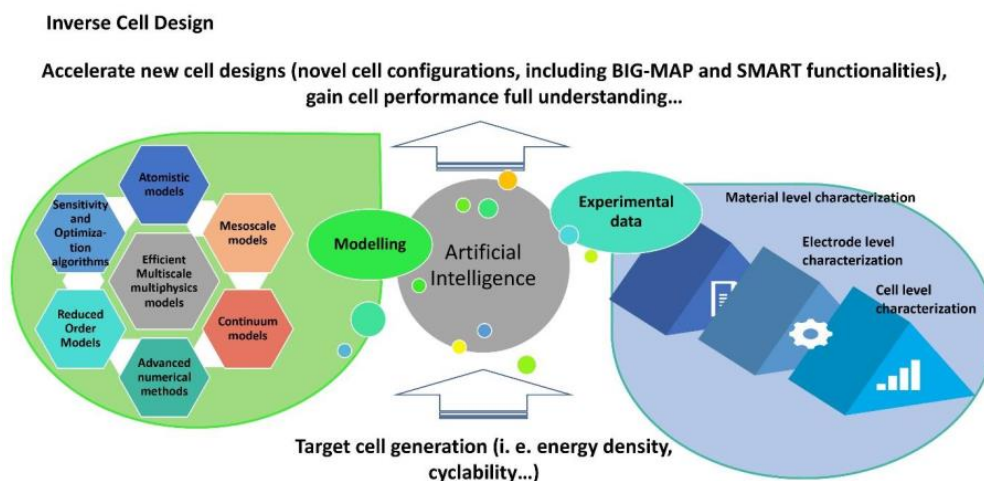 Inverse Cell Design
Accelerate new cell designs (novel cell configurations, including BIG-MAP and SMART functionalities),
gain cell performance full understanding...
Atomistic
models
Sensitivity
and
Optimiza-
tion
algorithms
Mesoscale
models
Efficient
Multiscale
multiphysics
models
Reduced
Order
Models
Continuum
models
Advanced
numerical
methods
Modelling
Artificial
Intelligence
Experimental
data
Material level characterization
Electrode level
characterization
Cell level
characterization
Target cell generation (i. e. energy density,
cyclability...)